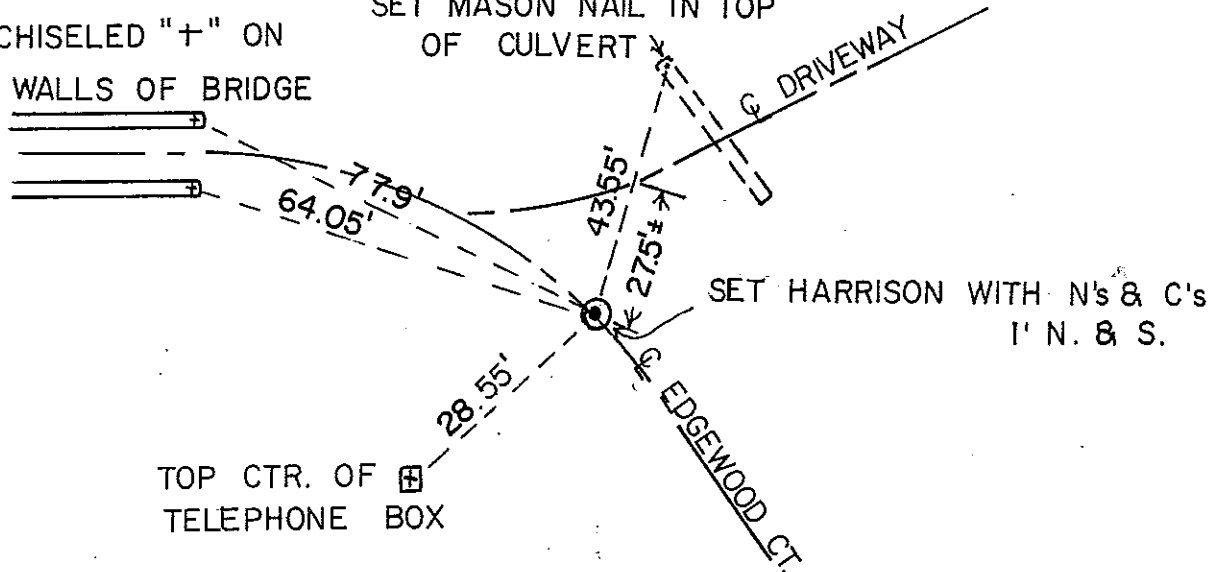 CHISELED "+" ON
WALLS OF BRIDGE
SET MASON NAIL IN TOP
OF CULVERT
℄ DRIVEWAY
77.9'
64.05'
43.55'
27.5'±
SET HARRISON WITH N's & C's
1' N. & S.
28.55'
℄ EDGEWOOD CT.
TOP CTR. OF
TELEPHONE BOX